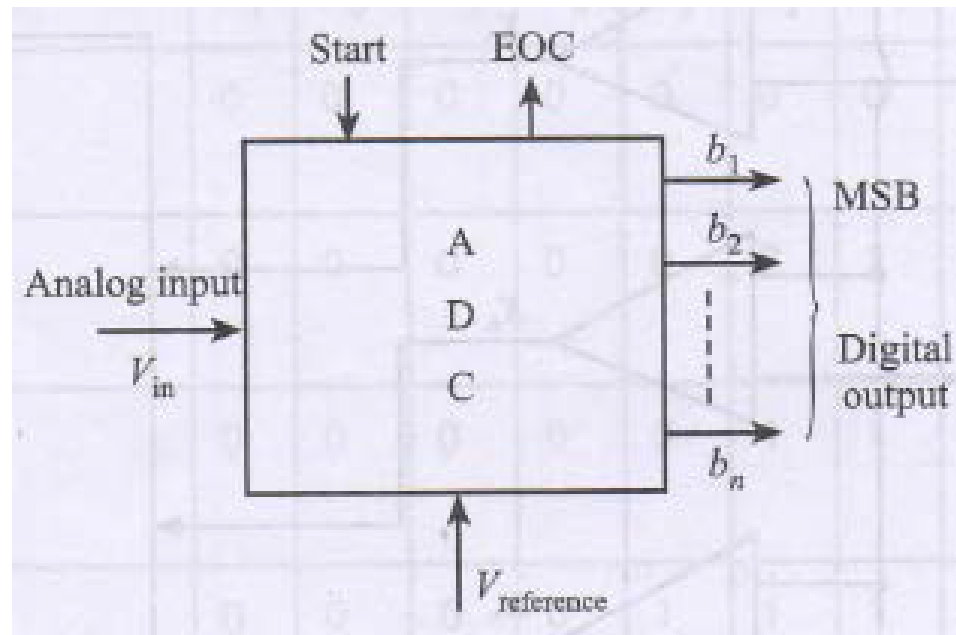 Start
EOC
b1
MSB
b2
A
D
C
Analog input
Vin
Digital
output
bn
Vreference